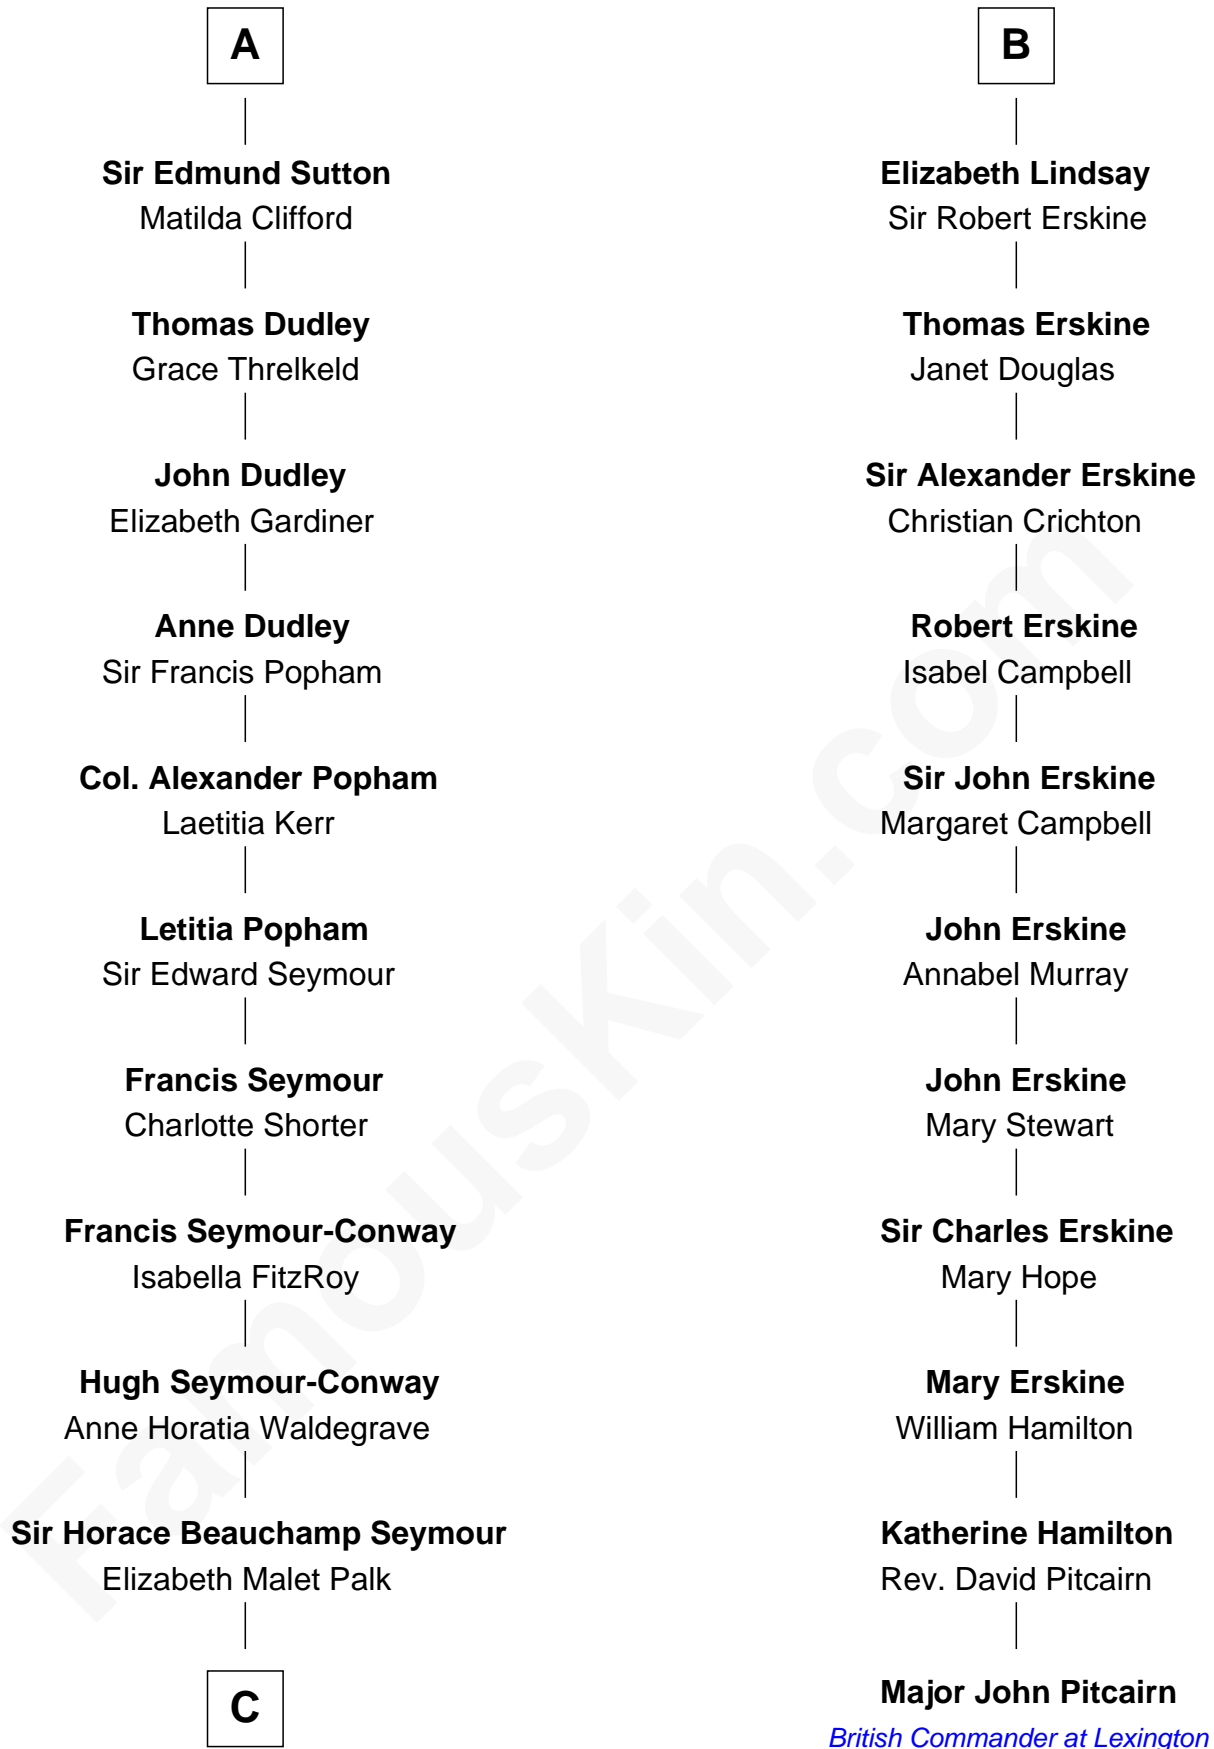 A
Sir Edmund Sutton
Matilda Clifford
Thomas Dudley
Grace Threlkeld
John Dudley
Elizabeth Gardiner
Anne Dudley
Sir Francis Popham
Col. Alexander Popham
Laetitia Kerr
Letitia Popham
Sir Edward Seymour
Francis Seymour
Charlotte Shorter
Francis Seymour-Conway
Isabella FitzRoy
Hugh Seymour-Conway
Anne Horatia Waldegrave
Sir Horace Beauchamp Seymour
Elizabeth Malet Palk
C
B
Elizabeth Lindsay
Sir Robert Erskine
Thomas Erskine
Janet Douglas
Sir Alexander Erskine
Christian Crichton
Robert Erskine
Isabel Campbell
Sir John Erskine
Margaret Campbell
John Erskine
Annabel Murray
John Erskine
Mary Stewart
Sir Charles Erskine
Mary Hope
Mary Erskine
William Hamilton
Katherine Hamilton
Rev. David Pitcairn
Major John Pitcairn
British Commander at Lexington
FamousKin.com